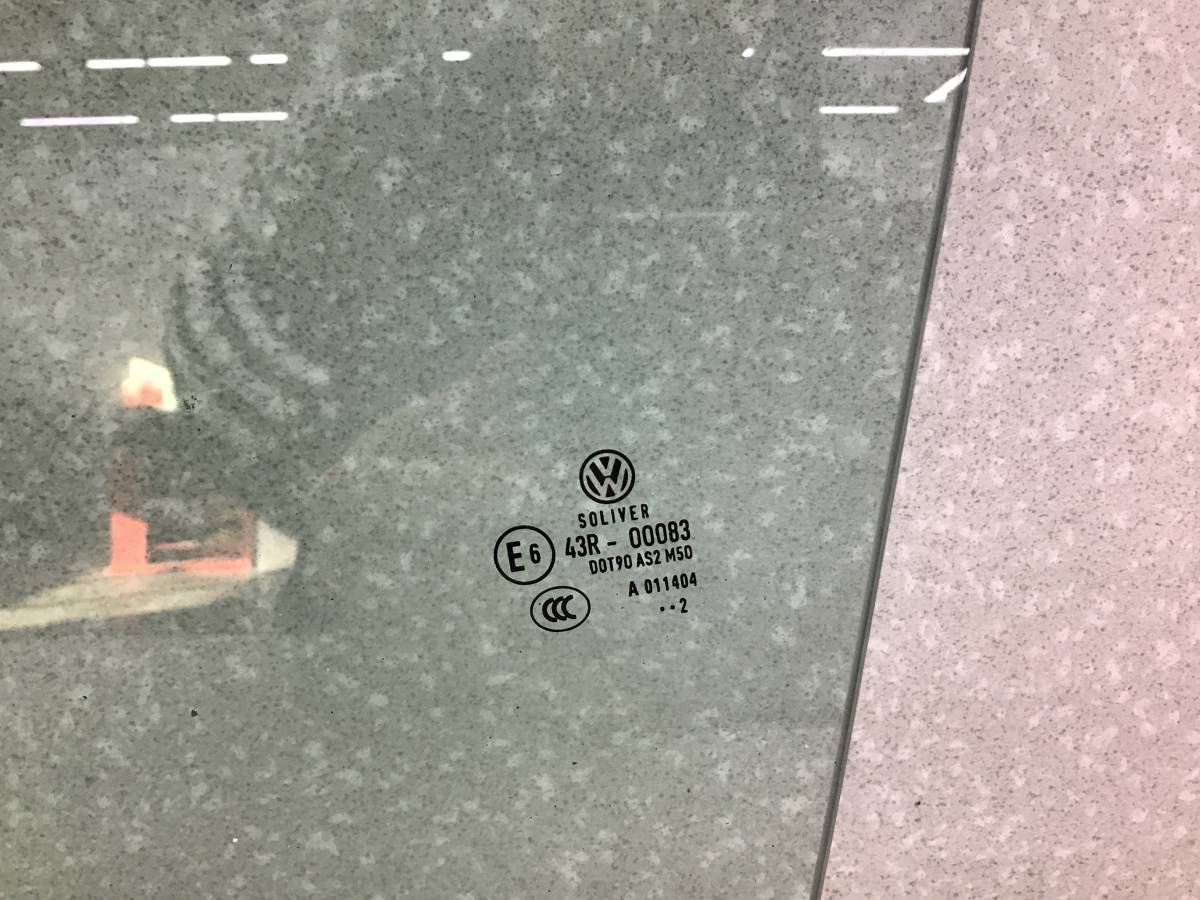 VW
SOLIVER
E6 43R - 00083
DOT90 AS2 M50
CCC A 011404
••2